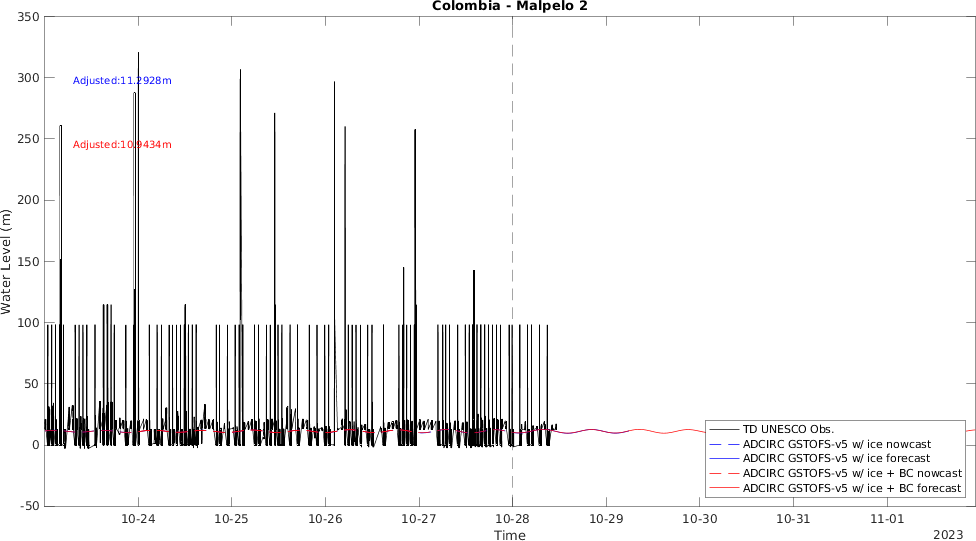 Colombia - Malpelo 2
350
300
250
200
150
100
50
0
-50
Water Level (m)
Adjusted:11.2928m
Adjusted:10.9434m
TD UNESCO Obs.
ADCIRC GSTOFS-v5 w/ ice nowcast
ADCIRC GSTOFS-v5 w/ ice forecast
ADCIRC GSTOFS-v5 w/ ice + BC nowcast
ADCIRC GSTOFS-v5 w/ ice + BC forecast
10-24
10-25
10-26
10-27
10-28
10-29
10-30
10-31
11-01
Time
2023